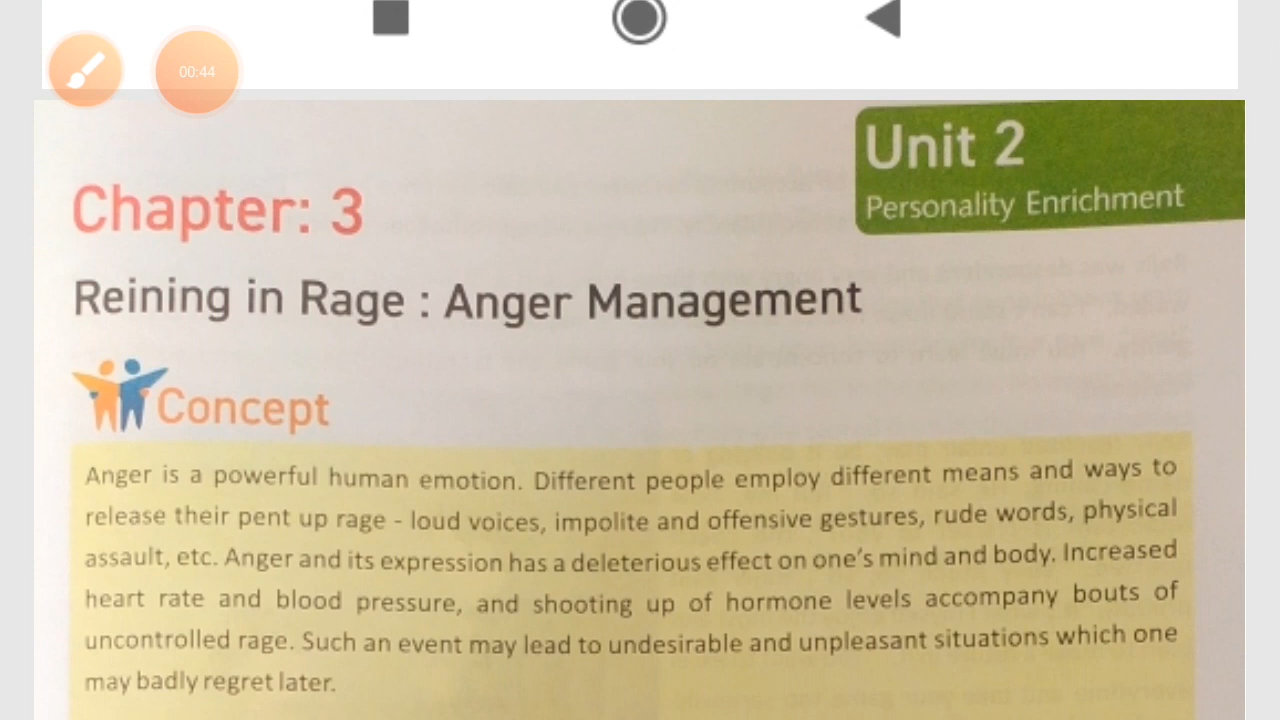 00:44
Unit 2
Personality Enrichment
Chapter: 3
Reining in Rage : Anger Management
Concept
Anger is a powerful human emotion. Different people employ different means and ways to
release their pent up rage - loud voices, impolite and offensive gestures, rude words, physical
assault, etc. Anger and its expression has a deleterious effect on one's mind and body. Increased
heart rate and blood pressure, and shooting up of hormone levels accompany bouts of
uncontrolled rage. Such an event may lead to undesirable and unpleasant situations which one
may badly regret later.